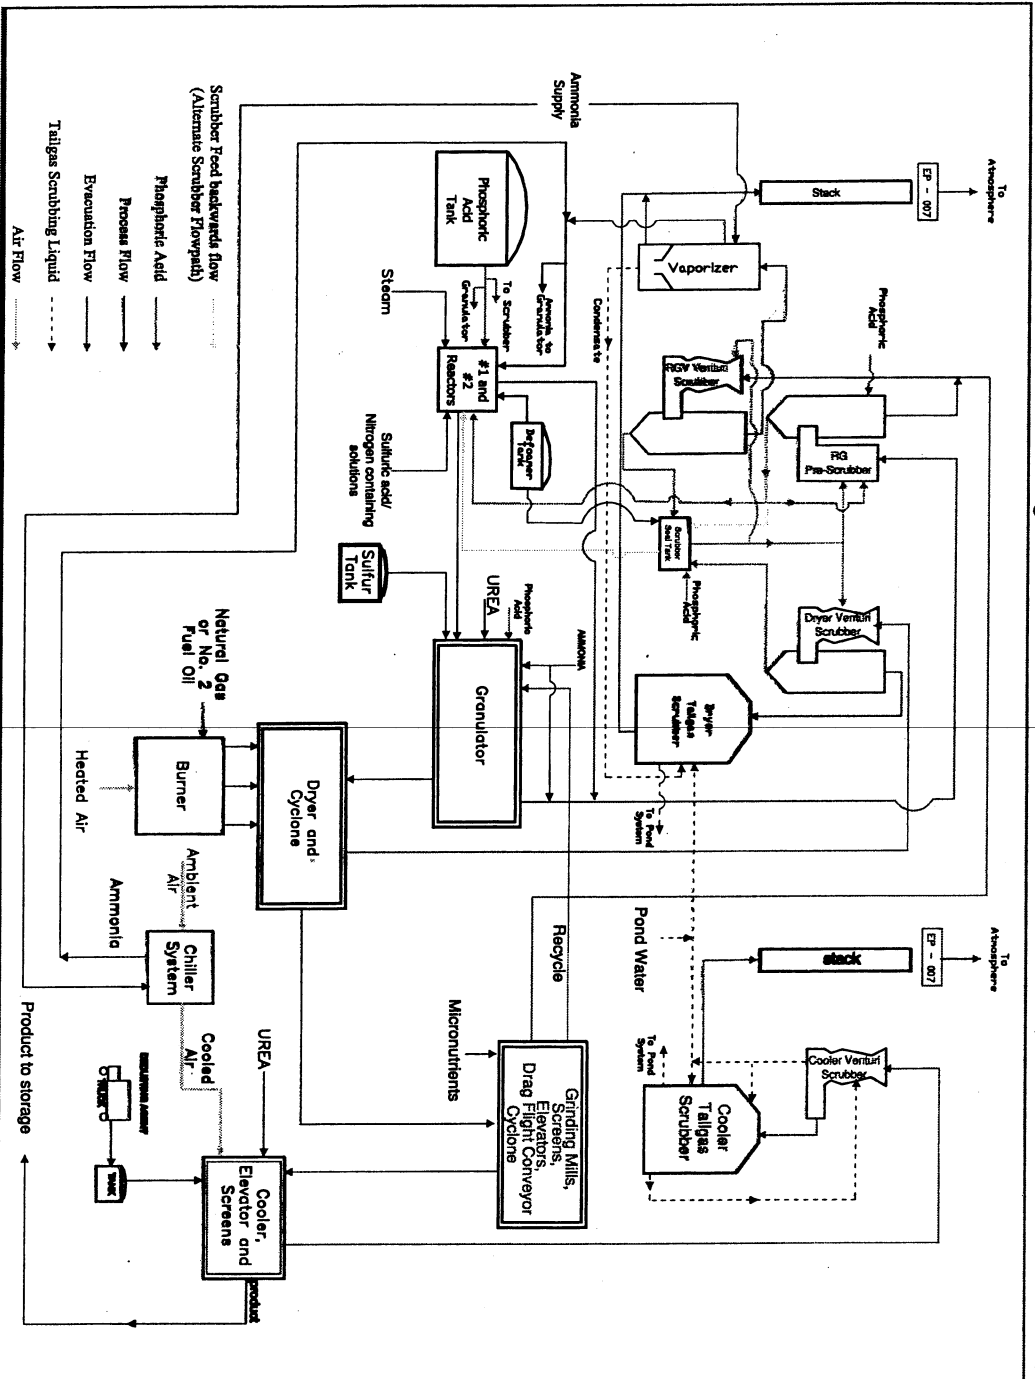 To
Atmosphere
EP - 007
Stack
To
Atmosphere
EP - 007
stack
Ammonia
Supply
Vaporizer
Condensate
Phosphoric
Acid
RGV Venturi
Scrubber
RG
Pre-Scrubber
Scrubber
Seal Tank
Phosphoric
Acid
Dryer Venturi
Scrubber
Dryer
Tailgas
Scrubber
To Pond
System
Pond Water
Cooler Venturi
Scrubber
Cooler
Tailgas
Scrubber
To Pond
System
Phosphoric
Acid
Tank
To Scrubber
Granulator
Ammonia to
Granulator
Steam
#1 and
#2
Reactors
Defoamer
Tank
Sulfuric acid/
Nitrogen containing
solutions
Sulfur
Tank
UREA
Phosphoric
Acid
AMMONIA
Granulator
Recycle
Micronutrients
Grinding Mills,
Screens,
Elevators,
Drag Flight Conveyor
Cyclone
Natural Gas
or No. 2
Fuel Oil
Burner
Heated Air
Dryer and
Cyclone
Ambient
Air
Ammonia
Chiller
System
Cooled
Air
UREA
TRUCK
TANK
Cooler,
Elevator and
Screens
product
Product to storage
Scrubber Feed backwards flow
(Alternate Scrubber Flowpath)
Phosphoric Acid
Process Flow
Evacuation Flow
Tailgas Scrubbing Liquid
Air Flow